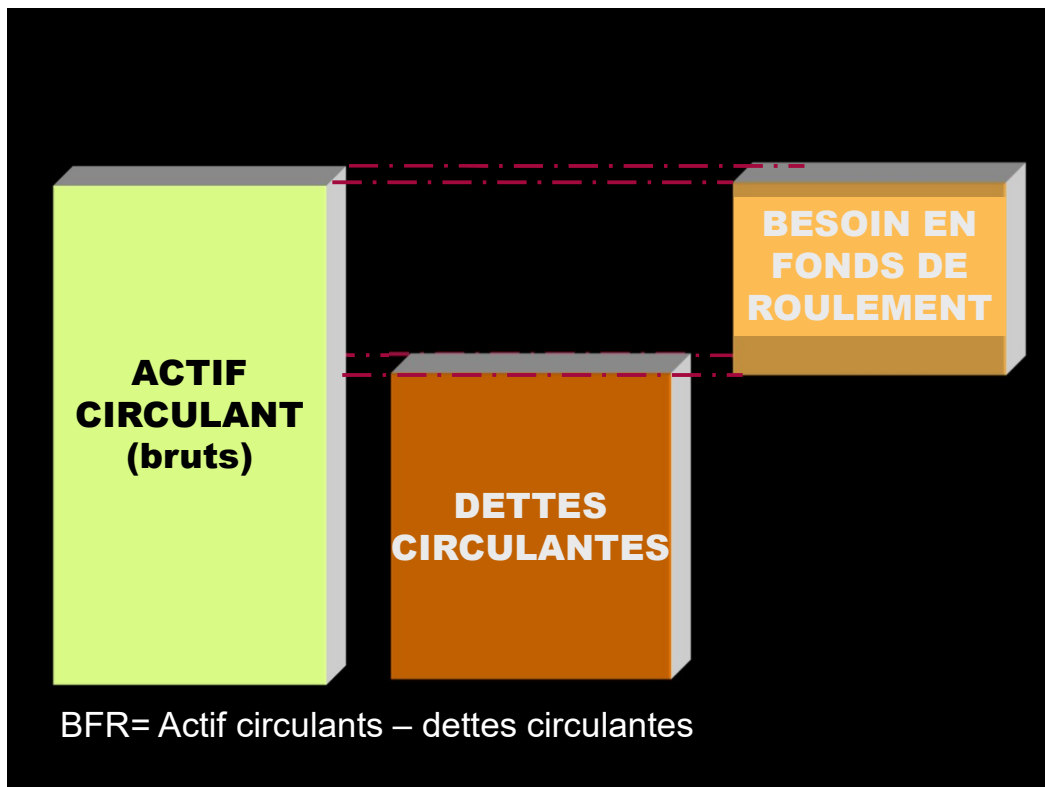 ACTIF
CIRCULANT
(bruts)
DETTES
CIRCULANTES
BESOIN EN
FONDS DE
ROULEMENT
BFR= Actif circulants – dettes circulantes